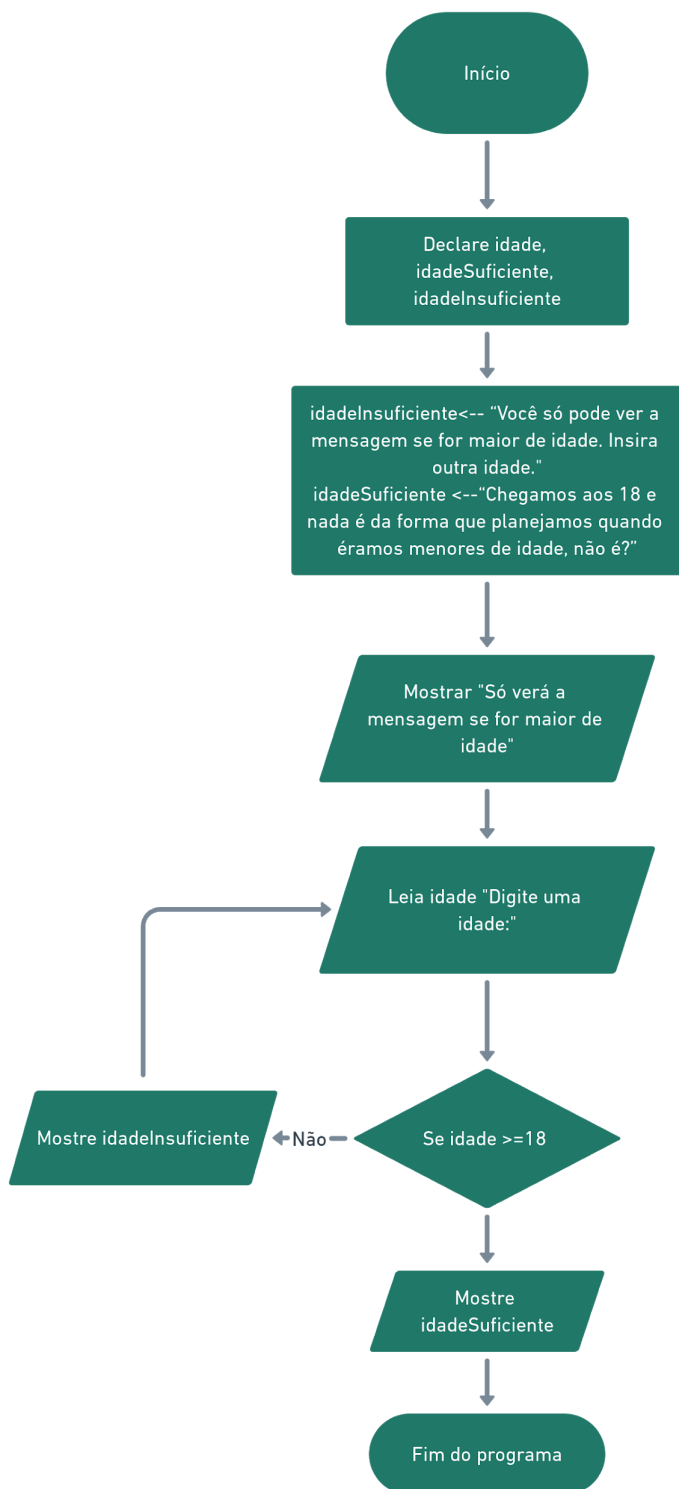 Início
Declare idade,
idadeSuficiente,
idadeInsuficiente
idadeInsuficiente<-- “Você só pode ver a
mensagem se for maior de idade. Insira
outra idade."
idadeSuficiente <--“Chegamos aos 18 e
nada é da forma que planejamos quando
éramos menores de idade, não é?”
Mostrar "Só verá a
mensagem se for maior de
idade"
Leia idade "Digite uma
idade:"
Se idade >=18
Não
Mostre idadeInsuficiente
Mostre
idadeSuficiente
Fim do programa